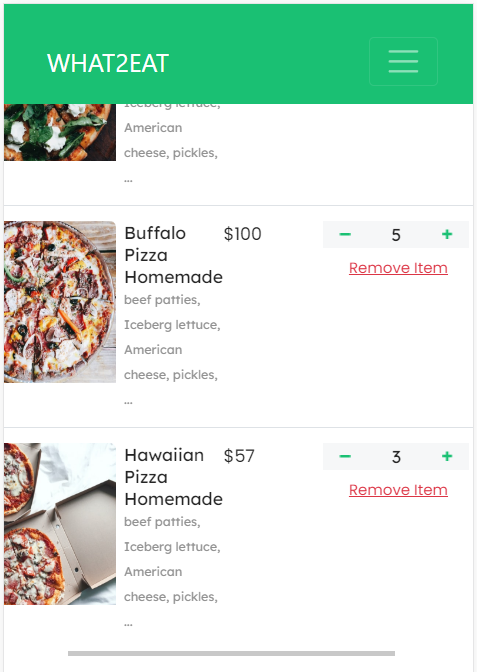 WHAT2EAT
Iceberg lettuce,
American
cheese, pickles,
...
Buffalo
Pizza
Homemade
$100
− 5 +
Remove Item
beef patties,
Iceberg lettuce,
American
cheese, pickles,
...
Hawaiian
Pizza
Homemade
$57
− 3 +
Remove Item
beef patties,
Iceberg lettuce,
American
cheese, pickles,
...